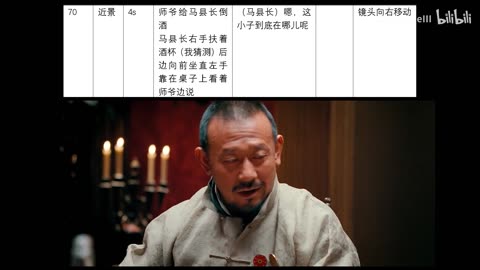 elll bilibili
70 近景 4s 师爷给马县长倒 （马县长）嗯，这 镜头向右移动
酒 小子到底在哪儿呢
马县长右手扶着
酒杯（我猜测）后
边向前坐直左手
靠在桌子上看着
师爷边说